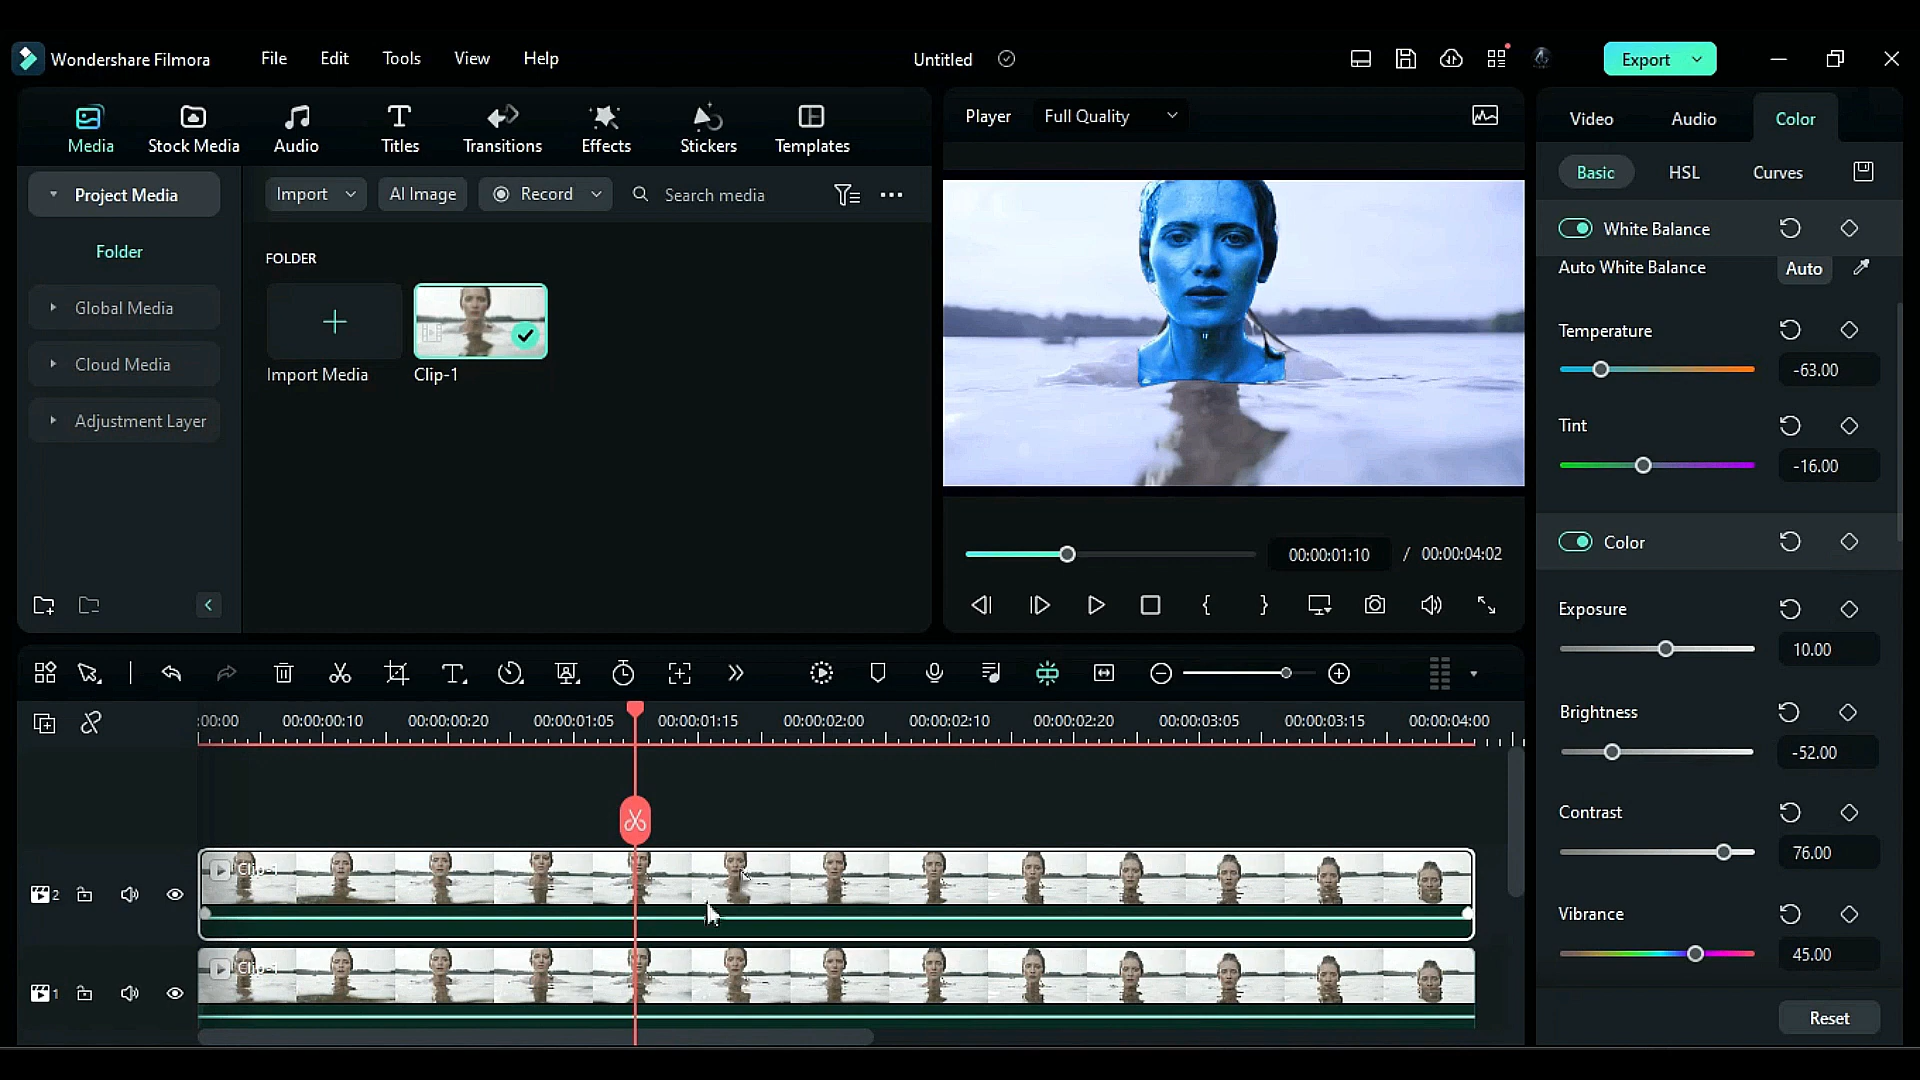 Wondershare Filmora File Edit Tools View Help Untitled Export
Media Stock Media Audio Titles Transitions Effects Stickers Templates
Project Media
Folder
Global Media
Cloud Media
Adjustment Layer
Import AI Image Record Search media
FOLDER
Import Media Clip-1
Player Full Quality
00:00:01:10 / 00:00:04:02
Video Audio Color
Basic HSL Curves
White Balance
Auto White Balance Auto
Temperature
-63.00
Tint
-16.00
Color
Exposure
10.00
Brightness
-52.00
Contrast
76.00
Vibrance
45.00
Reset
:00:00 00:00:00:10 00:00:00:20 00:00:01:05 00:00:01:15 00:00:02:00 00:00:02:10 00:00:02:20 00:00:03:05 00:00:03:15 00:00:04:00
Clip-1
2
Clip-1
1